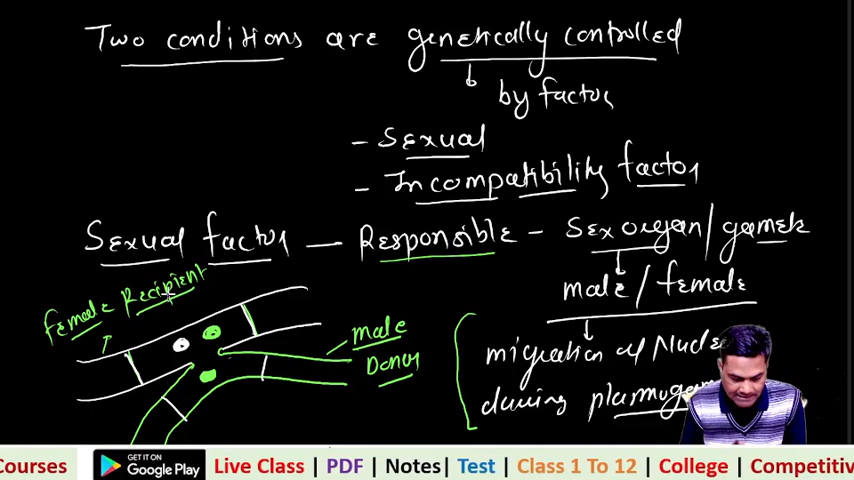 Two conditions are genetically controlled
by factor
- Sexual
- Incompatibility factor
Sexual factor — Responsible - Sex organ/gamete
male/female
female Recipient
male
Donor
migration of Nucle
during plasmogam
Courses
GET IT ON
Google Play
Live Class | PDF | Notes| Test | Class 1 To 12 | College | Competitiv